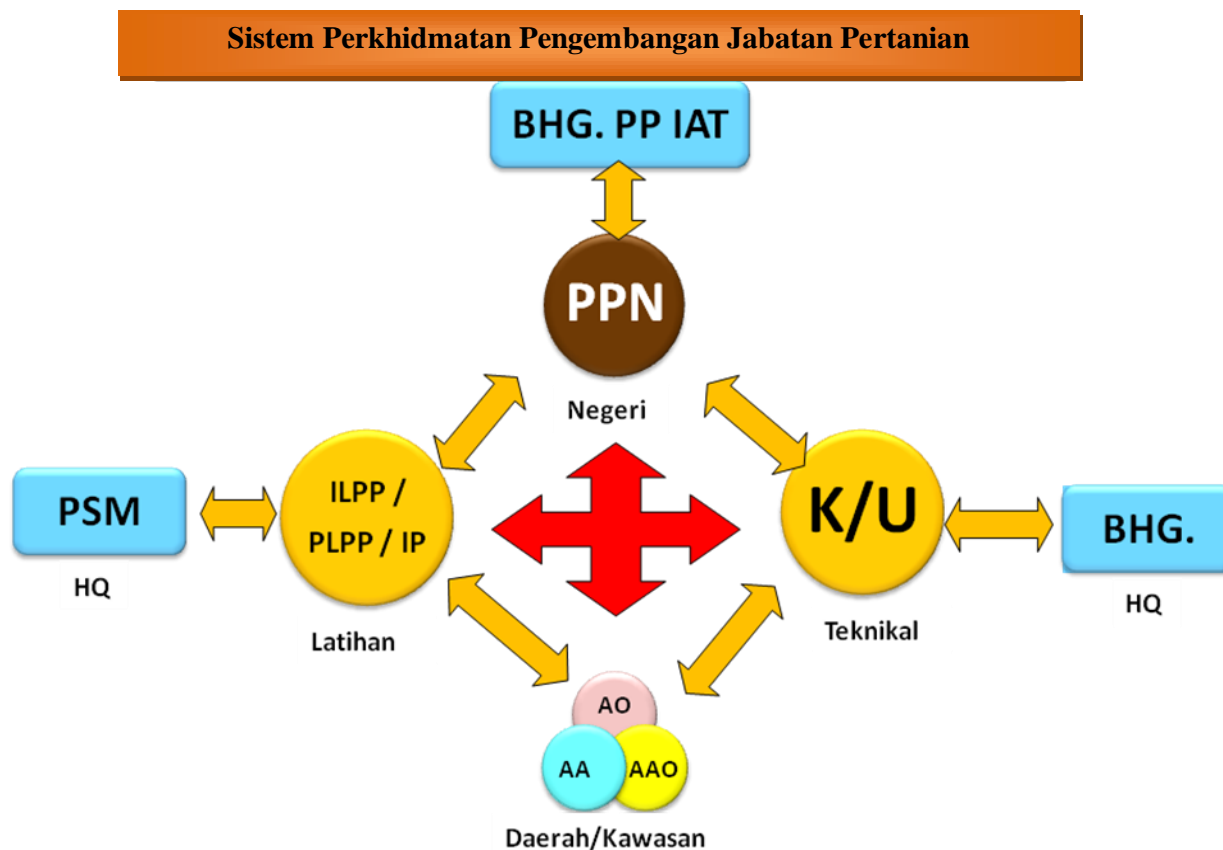 Sistem Perkhidmatan Pengembangan Jabatan Pertanian
BHG. PP IAT
PPN
Negeri
ILPP /
PLPP / IP
Latihan
PSM
HQ
K/U
Teknikal
BHG.
HQ
AO
AA
AAO
Daerah/Kawasan